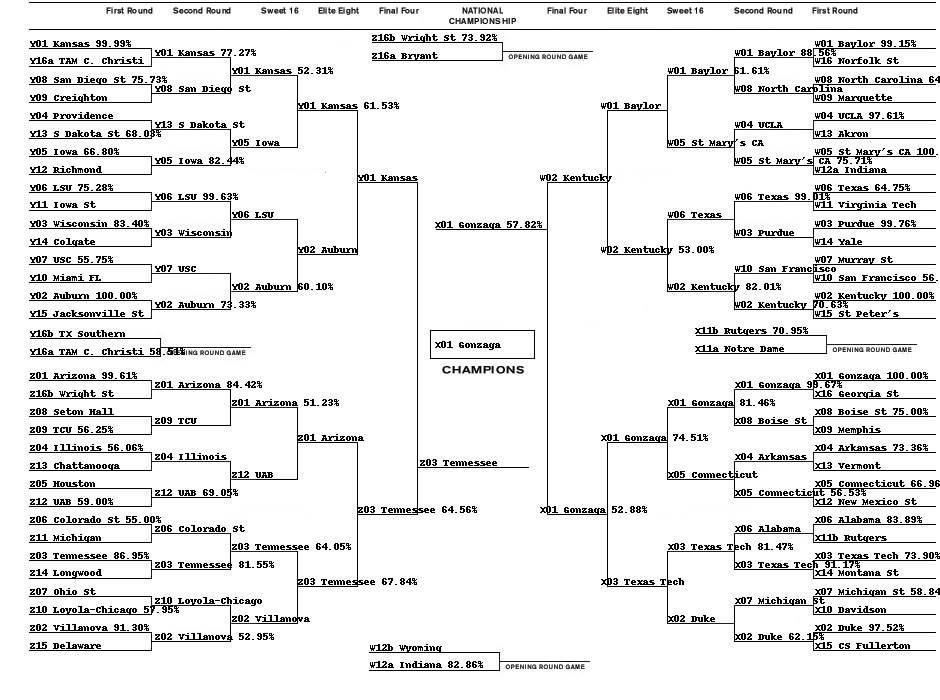 First Round Second Round Sweet 16 Elite Eight Final Four NATIONAL CHAMPIONSHIP Final Four Elite Eight Sweet 16 Second Round First Round
Z16b Wright St 73.92%
Z16a Bryant
OPENING ROUND GAME
Y01 Kansas 99.99%
Y16a TAM C. Christi
Y08 San Diego St 75.73%
Y09 Creighton
Y04 Providence
Y13 S Dakota St 68.03%
Y05 Iowa 66.80%
Y12 Richmond
Y06 LSU 75.28%
Y11 Iowa St
Y03 Wisconsin 83.40%
Y14 Colgate
Y07 USC 55.75%
Y10 Miami FL
Y02 Auburn 100.00%
Y15 Jacksonville St
Y01 Kansas 77.27%
Y08 San Diego St
Y13 S Dakota St
Y05 Iowa 82.44%
Y06 LSU 99.63%
Y03 Wisconsin
Y07 USC
Y02 Auburn 73.33%
Y01 Kansas 52.31%
Y05 Iowa
Y06 LSU
Y02 Auburn 60.10%
Y01 Kansas 61.53%
Y02 Auburn
Y01 Kansas
Y16b TX Southern
Y16a TAM C. Christi 58.51%
ROUND GAME
Z01 Arizona 99.61%
Z16b Wright St
Z08 Seton Hall
Z09 TCU 56.25%
Z04 Illinois 56.06%
Z13 Chattanooga
Z05 Houston
Z12 UAB 59.00%
Z06 Colorado St 55.00%
Z11 Michigan
Z03 Tennessee 86.95%
Z14 Longwood
Z07 Ohio St
Z10 Loyola-Chicago 57.95%
Z02 Villanova 91.30%
Z15 Delaware
Z01 Arizona 84.42%
Z09 TCU
Z04 Illinois
Z12 UAB 69.05%
Z06 Colorado St
Z03 Tennessee 81.55%
Z10 Loyola-Chicago
Z02 Villanova 52.95%
Z01 Arizona 51.23%
Z12 UAB
Z03 Tennessee 64.05%
Z02 Villanova
Z01 Arizona
Z03 Tennessee 67.84%
Z03 Tennessee 64.56%
X01 Gonzaga 57.82%
X01 Gonzaga
CHAMPIONS
Z03 Tennessee
W12b Wyoming
W12a Indiana 82.86%
OPENING ROUND GAME
W02 Kentucky
W01 Baylor
W02 Kentucky 53.00%
W01 Baylor 61.61%
W05 St Mary's CA
W06 Texas
W02 Kentucky 82.01%
W01 Baylor 88.56%
W08 North Carolina
W04 UCLA
W05 St Mary's CA 75.71%
W06 Texas 99.01%
W03 Purdue
W10 San Francisco
W02 Kentucky 70.63%
W01 Baylor 99.15%
W16 Norfolk St
W08 North Carolina 64
W09 Marquette
W04 UCLA 97.61%
W13 Akron
W05 St Mary's CA 100.
W12a Indiana
W06 Texas 64.75%
W11 Virginia Tech
W03 Purdue 99.76%
W14 Yale
W07 Murray St
W10 San Francisco 56.
W02 Kentucky 100.00%
W15 St Peter's
X11b Rutgers 70.95%
X11a Notre Dame
OPENING ROUND GAME
X01 Gonzaga 52.88%
X01 Gonzaga 74.51%
X03 Texas Tech
X01 Gonzaga 81.46%
X05 Connecticut
X03 Texas Tech 81.47%
X02 Duke
X01 Gonzaga 99.67%
X08 Boise St
X04 Arkansas
X05 Connecticut 56.53%
X06 Alabama
X03 Texas Tech 91.17%
X07 Michigan St
X02 Duke 62.15%
X01 Gonzaga 100.00%
X16 Georgia St
X08 Boise St 75.00%
X09 Memphis
X04 Arkansas 73.36%
X13 Vermont
X05 Connecticut 66.96
X12 New Mexico St
X06 Alabama 83.89%
X11b Rutgers
X03 Texas Tech 73.90%
X14 Montana St
X07 Michigan St 58.84
X10 Davidson
X02 Duke 97.52%
X15 CS Fullerton